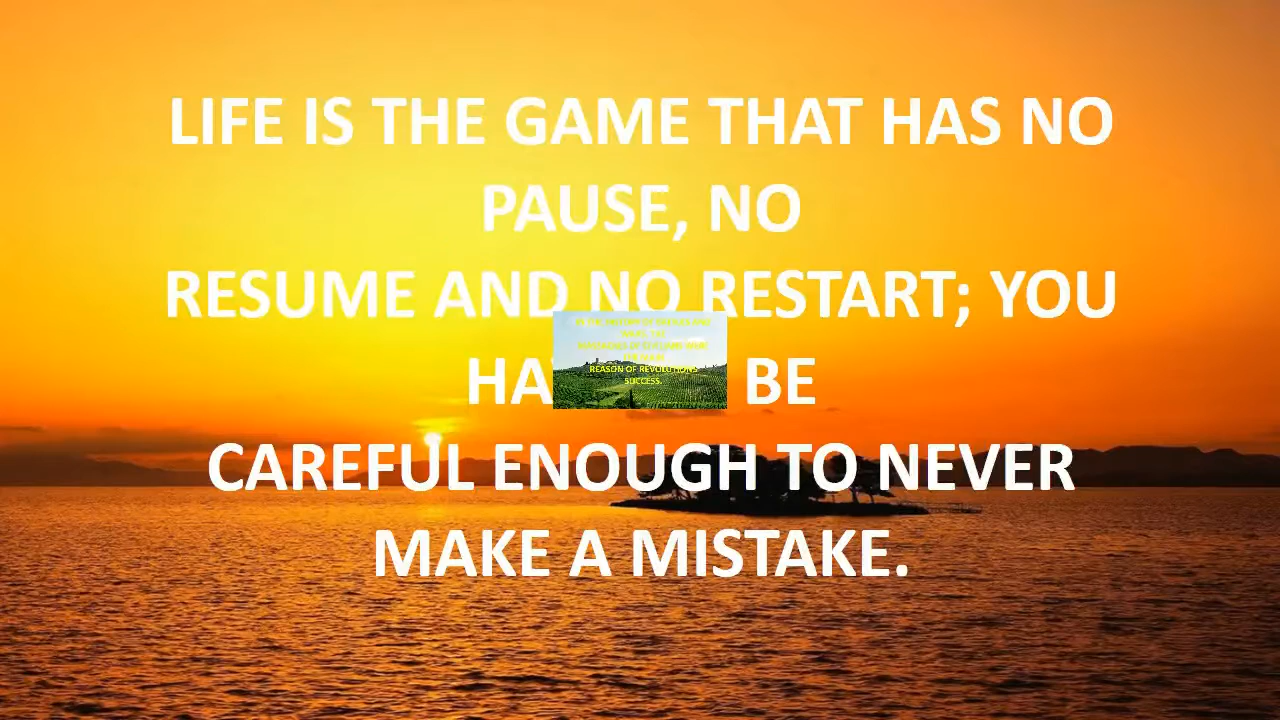 LIFE IS THE GAME THAT HAS NO
PAUSE, NO
RESUME AND NO RESTART; YOU
HA BE
CAREFUL ENOUGH TO NEVER
MAKE A MISTAKE.
REASON OF REVOLUTIONS
SUCCESS.